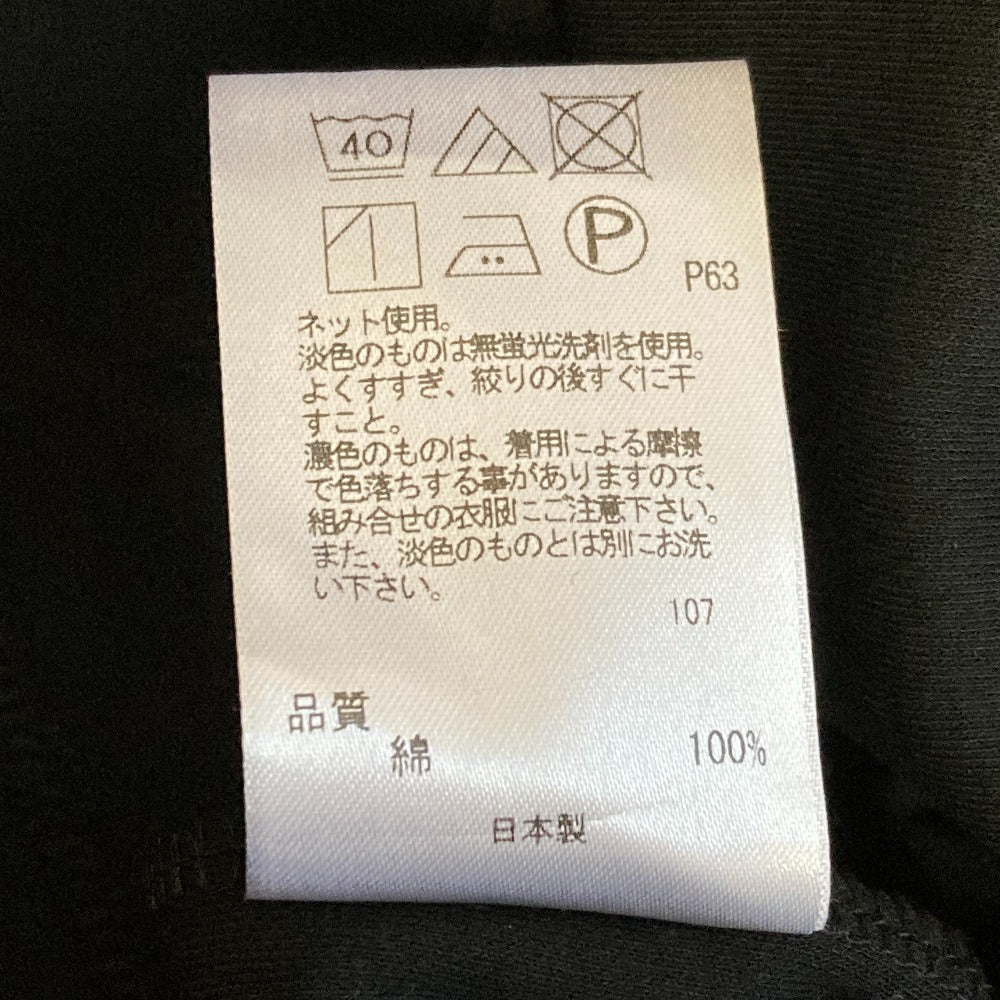 40
P
P63
ネット使用。
淡色のものは無蛍光洗剤を使用。
よくすすぎ、絞りの後すぐに干
すこと。
濃色のものは、着用による摩擦
で色落ちする事がありますので、
組み合せの衣服にご注意下さい。
また、淡色のものとは別にお洗
い下さい。
107
品質
綿 100%
日本製